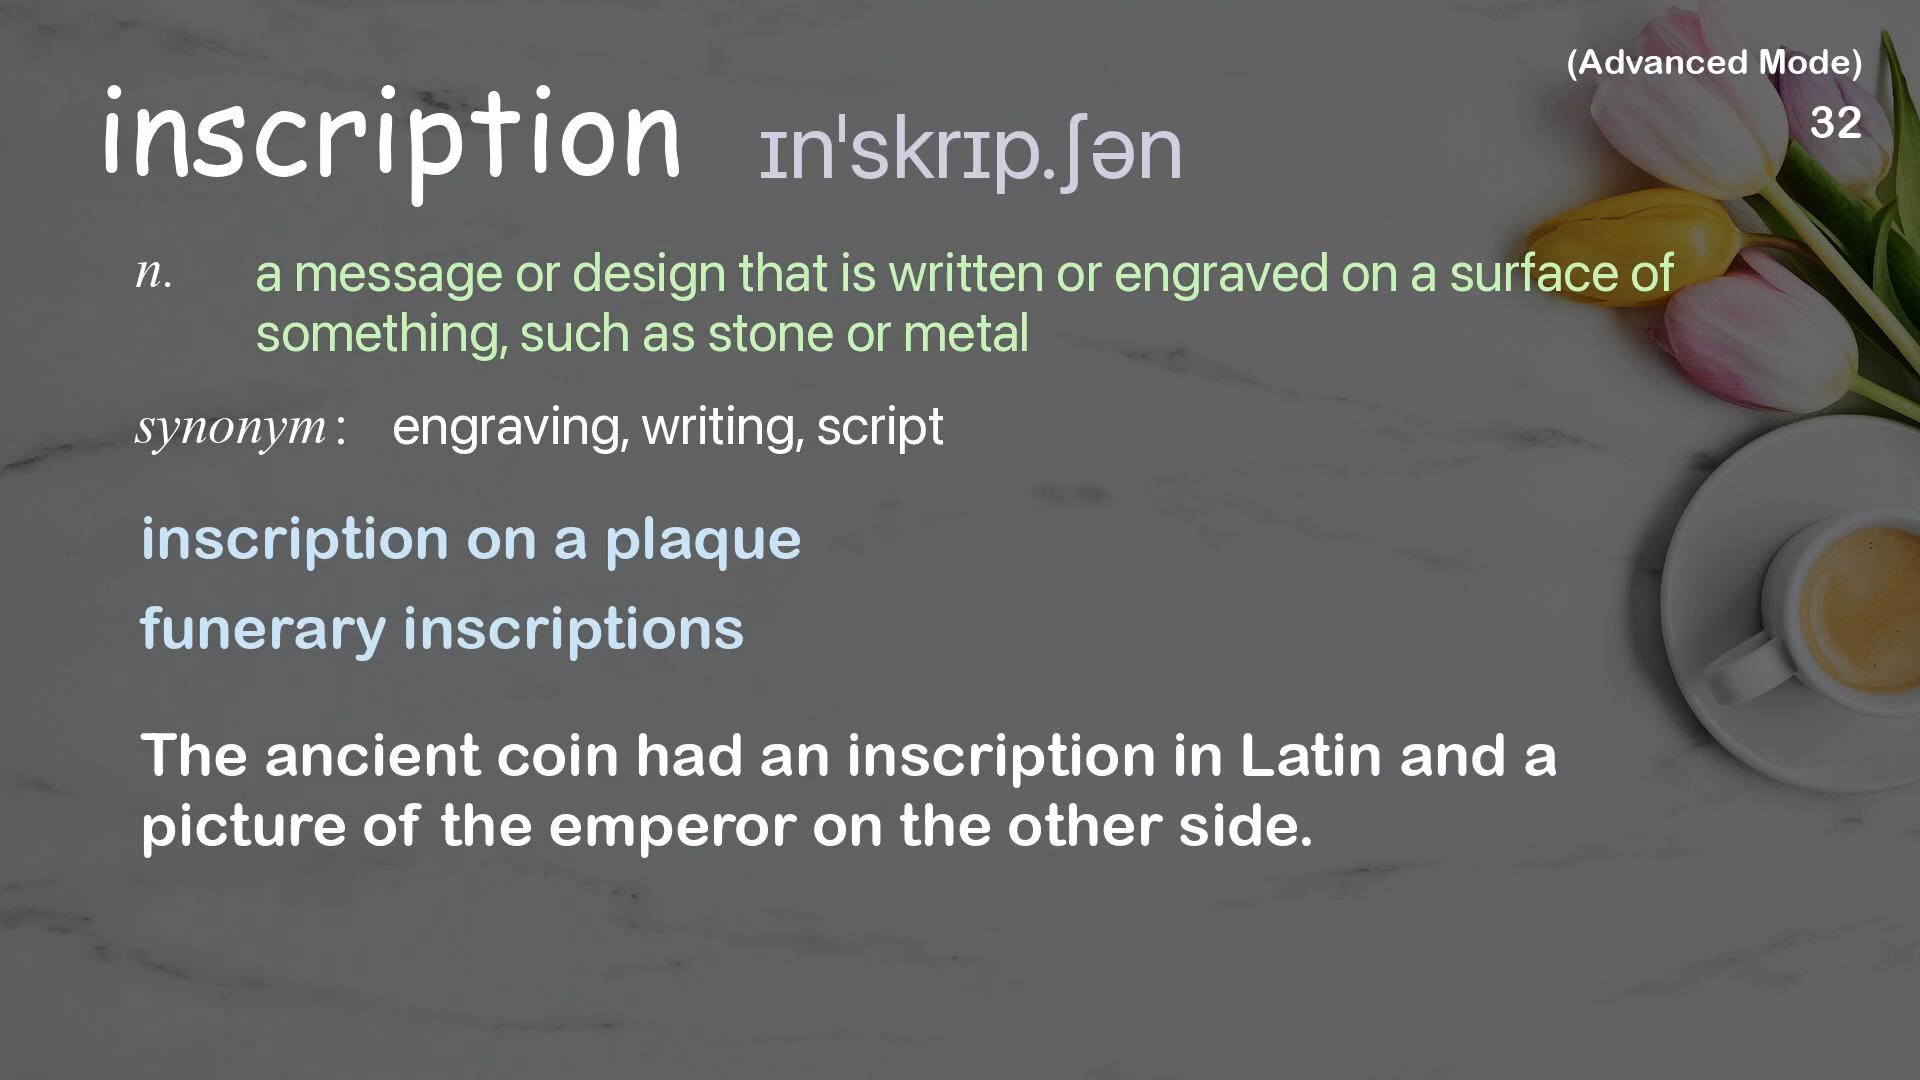 (Advanced Mode)
32
inscription ɪnˈskrɪp.ʃən
n. a message or design that is written or engraved on a surface of
something, such as stone or metal
synonym: engraving, writing, script
inscription on a plaque
funerary inscriptions
The ancient coin had an inscription in Latin and a
picture of the emperor on the other side.